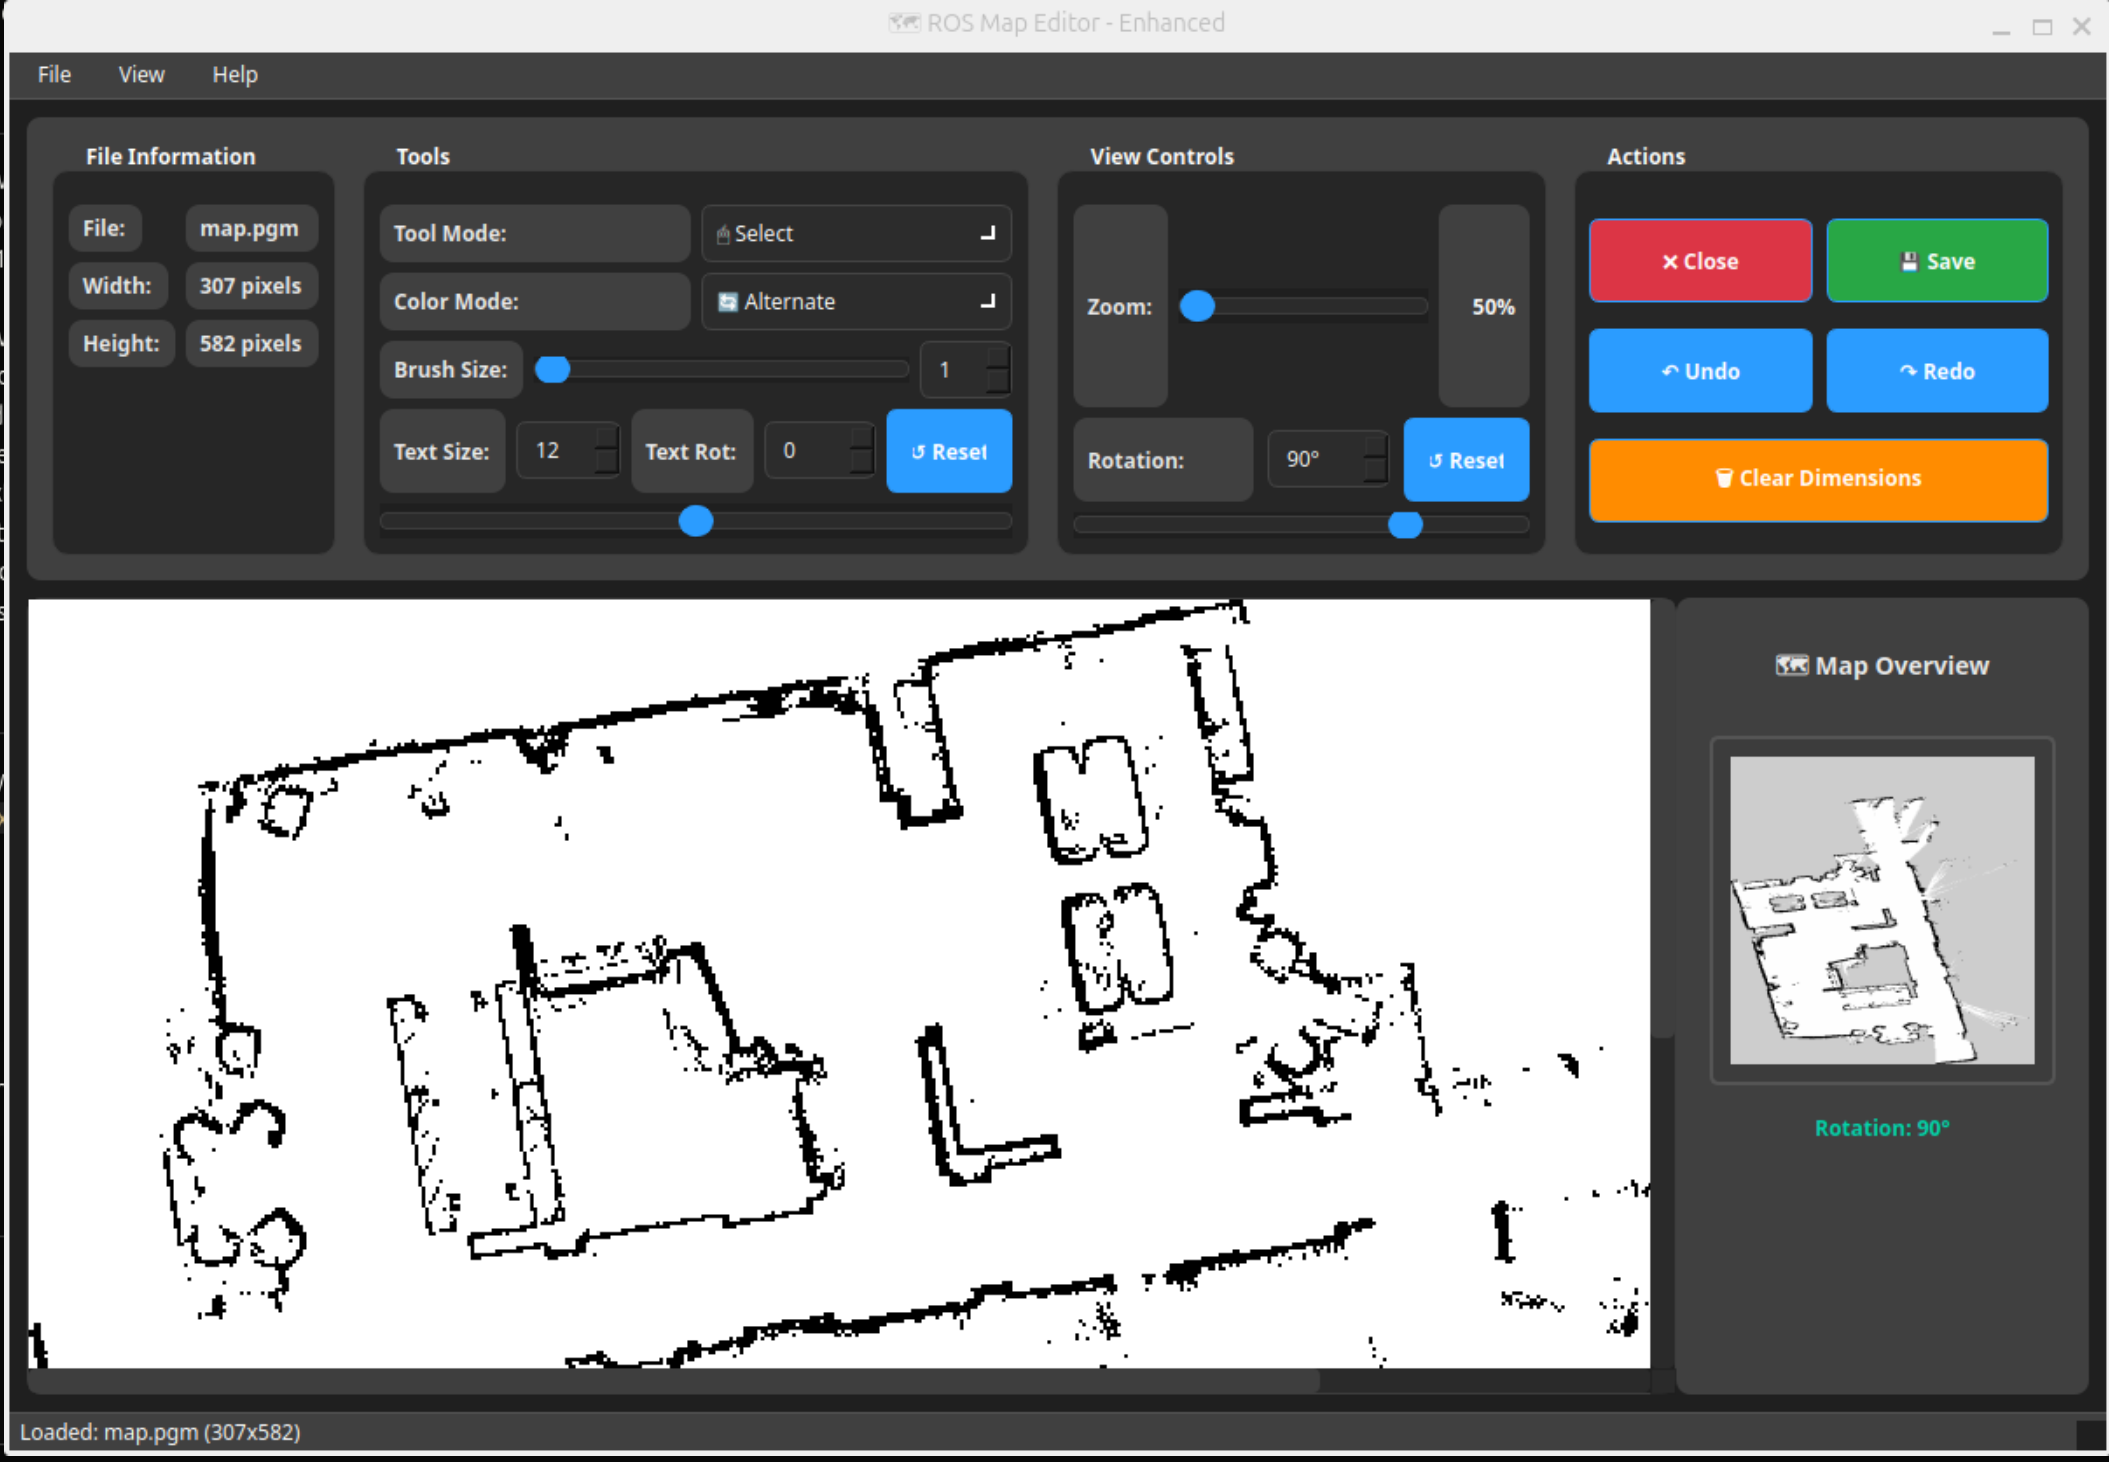 🗺 ROS Map Editor - Enhanced
File View Help
File Information
File: map.pgm
Width: 307 pixels
Height: 582 pixels
Tools
Tool Mode: Select
Color Mode: 🔄 Alternate
Brush Size: 1
Text Size: 12 Text Rot: 0 ↺ Reset
View Controls
Zoom: 50%
Rotation: 90° ↺ Reset
Actions
✕ Close 💾 Save
↶ Undo ↷ Redo
🗑 Clear Dimensions
🗺 Map Overview
Rotation: 90°
Loaded: map.pgm (307x582)